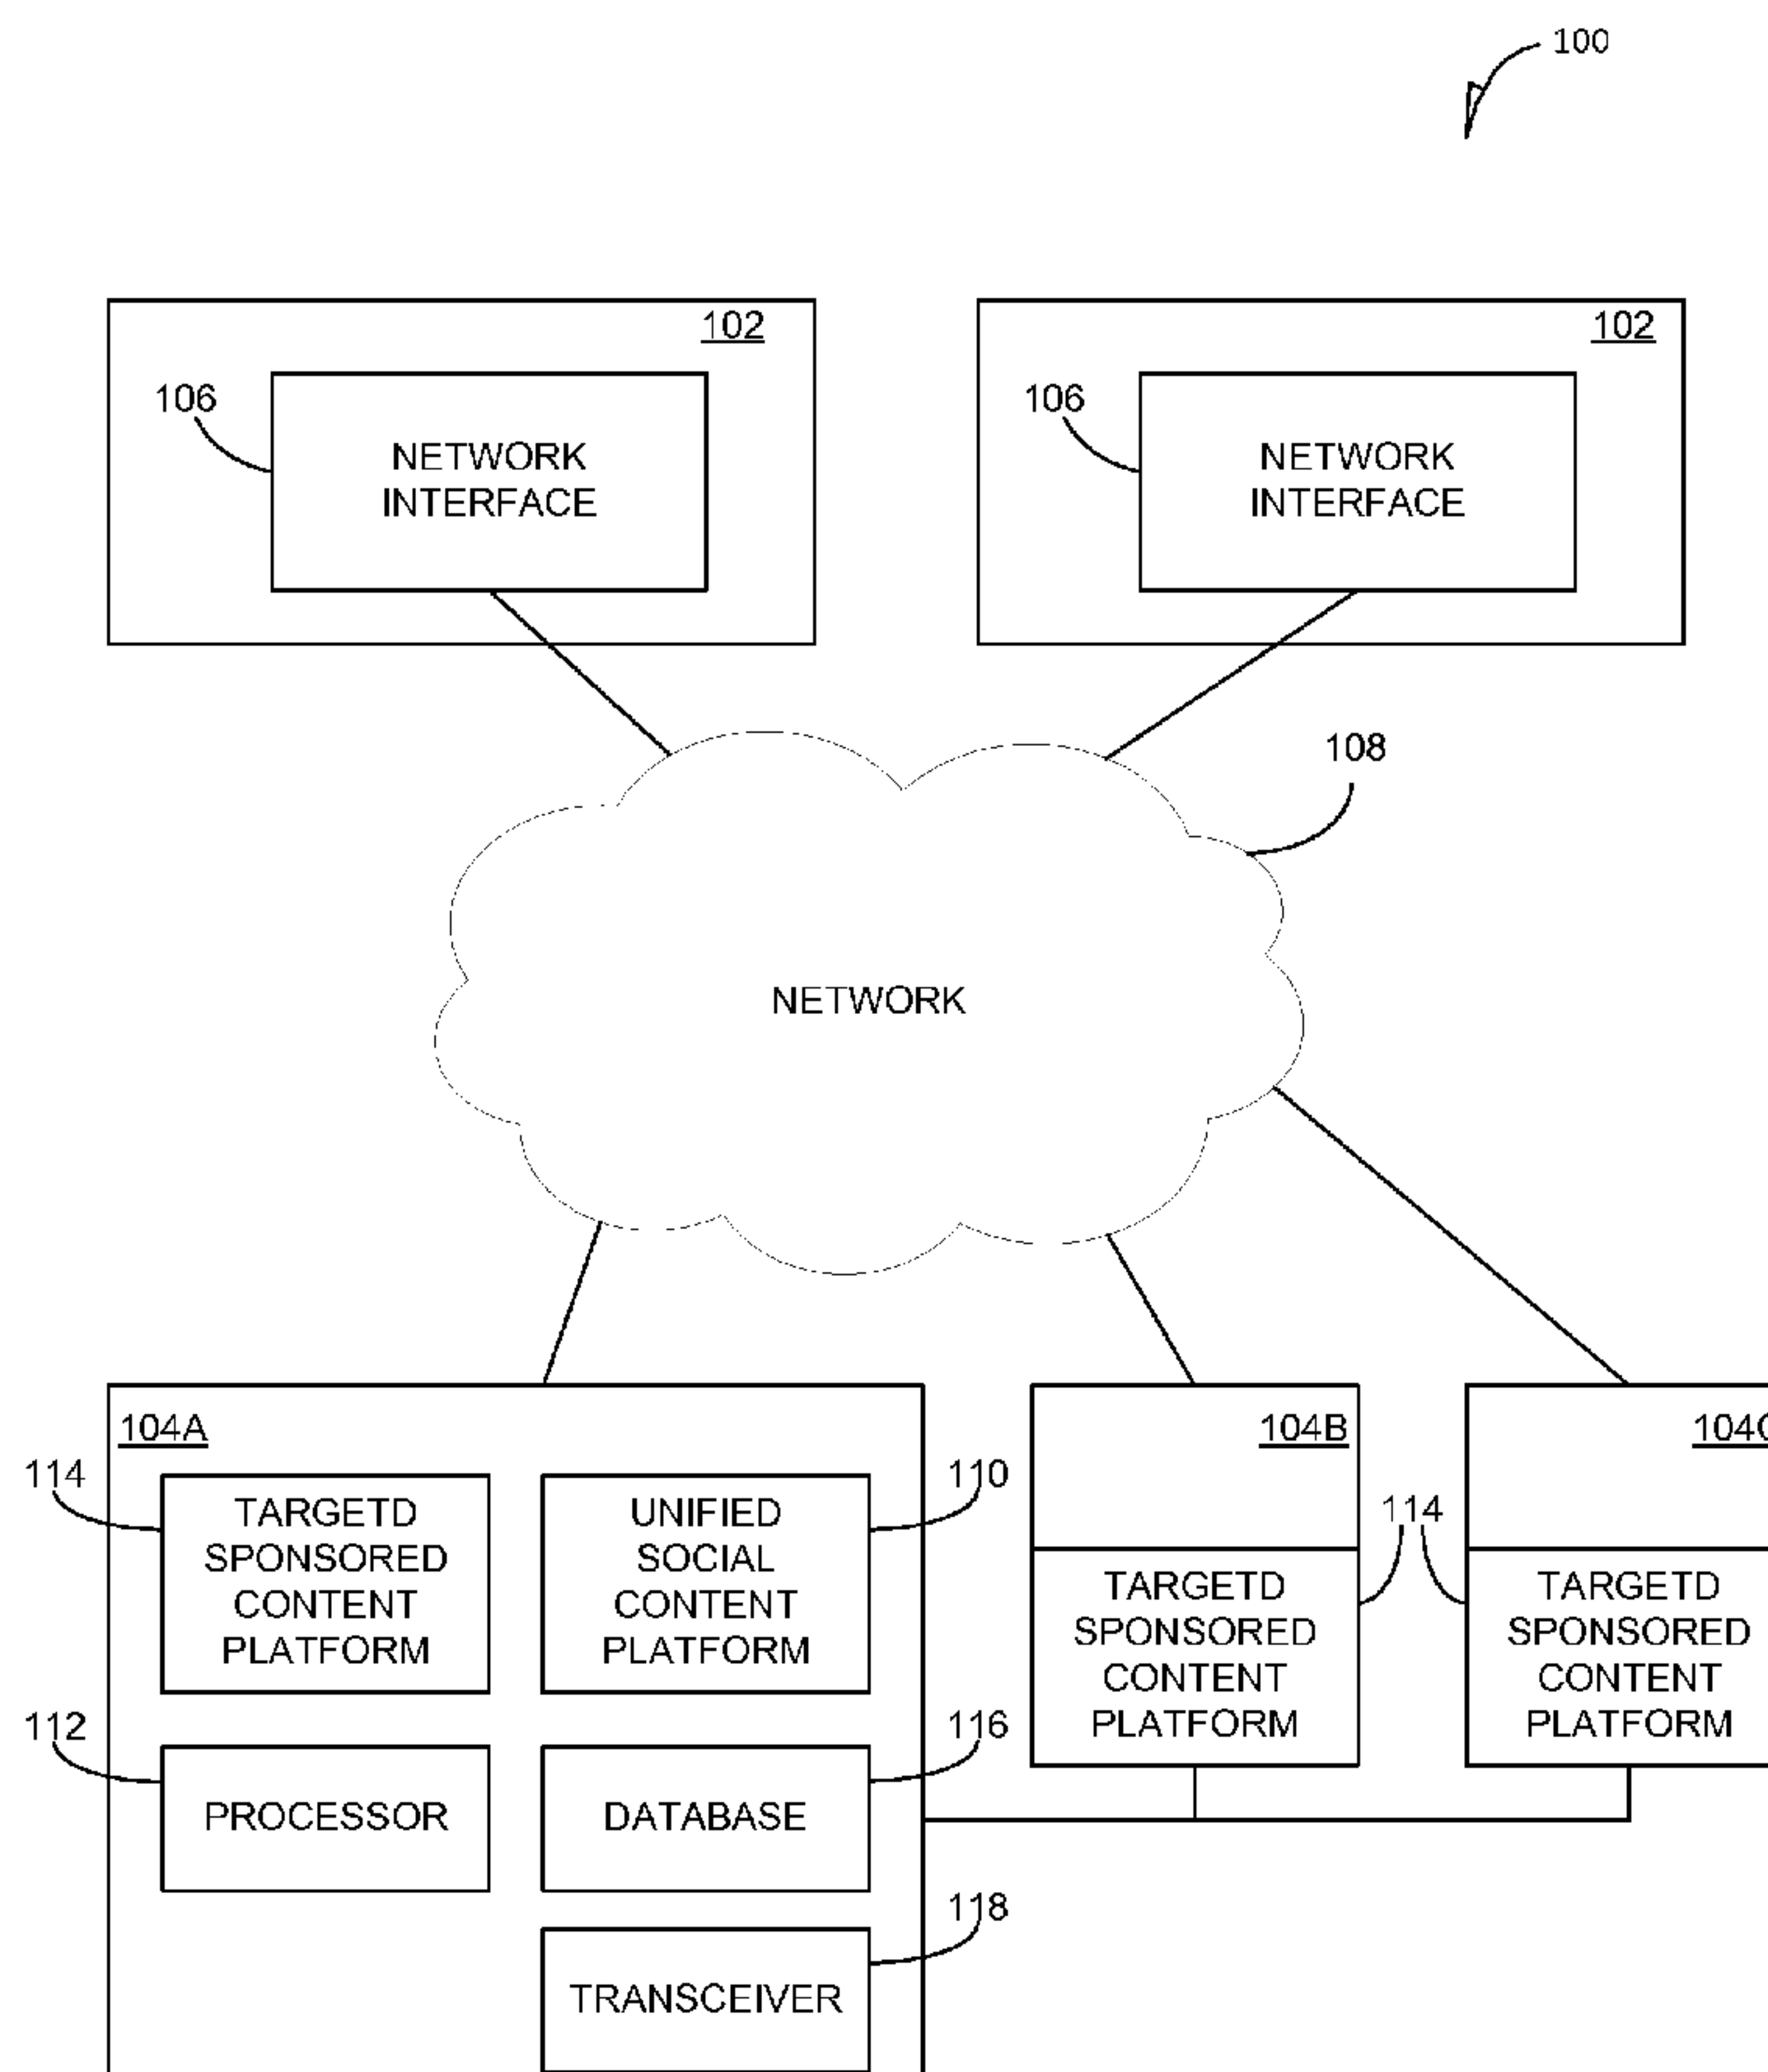 100
102
102
106
106
NETWORK
INTERFACE
NETWORK
INTERFACE
108
NETWORK
104A
104B
104C
114
TARGETD
SPONSORED
CONTENT
PLATFORM
UNIFIED
SOCIAL
CONTENT
PLATFORM
110
114
TARGETD
SPONSORED
CONTENT
PLATFORM
TARGETD
SPONSORED
CONTENT
PLATFORM
112
PROCESSOR
DATABASE
116
118
TRANSCEIVER